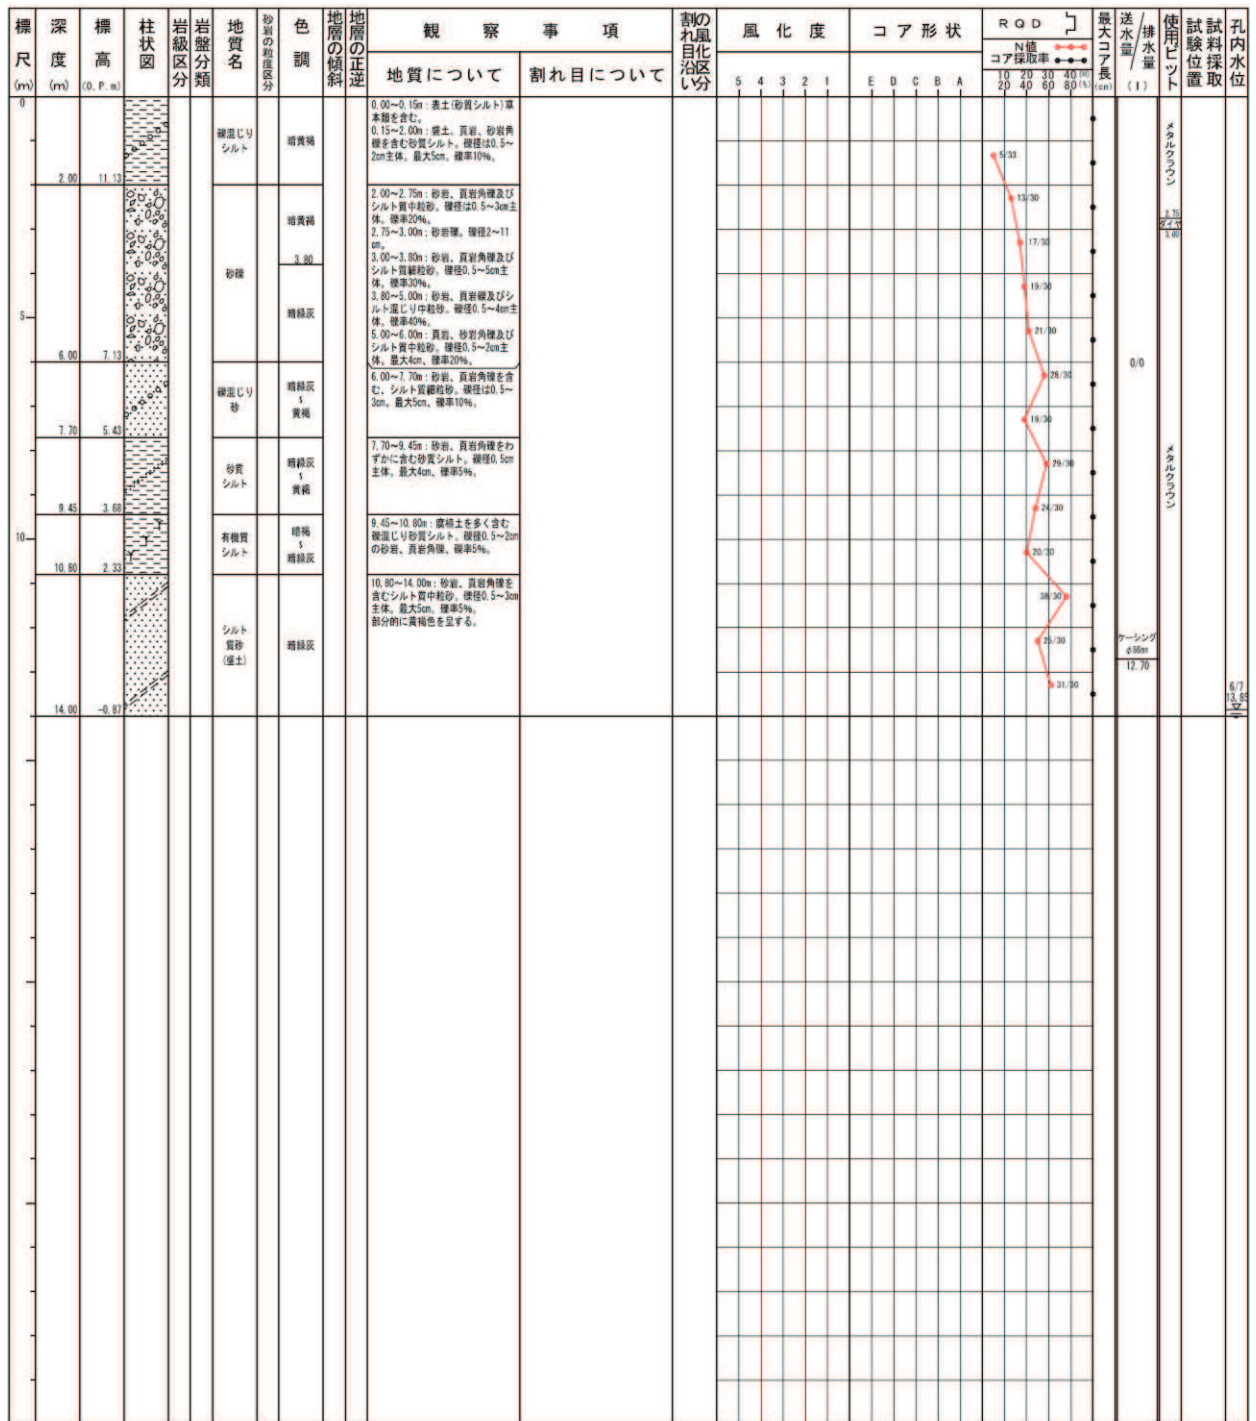 標尺(m)
深度(m)
標高(O.P.m)
柱状図
岩級区分
岩盤分類
地質名
砂岩の粒度区分
色調
地層の傾斜
地層の正逆
観察事項
地質について
割れ目について
割れ目沿いの風化区分
風化度
5 4 3 2 1
コア形状
E D C B A
RQD
N値
コア採取率
10 20 30 40 (N)
20 40 60 80 (%)
最大コア長(cm)
送水量/排水量(l)
使用ビット
試験位置
試料採取
孔内水位
0
礫混じり
シルト
暗黄褐
0.00～0.15m：表土(砂質シルト)草
本類を含む。
0.15～2.00m：盛土。頁岩、砂岩角
礫を含む砂質シルト。礫径は0.5～
2cm主体。最大5cm。礫率10%。
5/33
メタルクラウン
2.00 11.13
砂礫
暗黄褐
3.80
暗緑灰
2.00～2.75m：砂岩、頁岩角礫及び
シルト質中粒砂。礫径は0.5～3cm主
体。礫率20%。
2.75～3.00m：砂岩礫。礫径2～11
cm。
3.00～3.80m：砂岩、頁岩角礫及び
シルト質細粒砂。礫径0.5～5cm主
体。礫率30%。
3.80～5.00m：砂岩、頁岩礫及びシ
ルト混じり中粒砂。礫径0.5～4cm主
体。礫率40%。
5.00～6.00m：頁岩、砂岩角礫及び
シルト質中粒砂。礫径0.5～2cm主
体。最大4cm、礫率20%。
13/30
17/30
19/30
21/30
2.75
ダイヤ
3.00
5
6.00 7.13
0/0
礫混じり
砂
暗緑灰
～
黄褐
6.00～7.70m：砂岩、頁岩角礫を含
む、シルト質細粒砂。礫径は0.5～
3cm。最大5cm、礫率10%。
28/30
19/30
7.70 5.43
砂質
シルト
暗緑灰
～
黄褐
7.70～9.45m：砂岩、頁岩角礫をわ
ずかに含む砂質シルト。礫径0.5cm
主体。最大4cm、礫率5%。
29/30
24/30
メタルクラウン
9.45 3.68
10
有機質
シルト
暗褐
～
暗緑灰
9.45～10.80m：腐植土を多く含む
礫混じり砂質シルト。礫径0.5～2cm
の砂岩、頁岩角礫、礫率5%。
20/30
10.80 2.33
シルト
質砂
(盛土)
暗緑灰
10.80～14.00m：砂岩、頁岩角礫を
含むシルト質中粒砂。礫径0.5～3cm
主体。最大5cm。礫率5%。
部分的に黄褐色を呈する。
38/30
25/30
31/30
ケーシング
φ86mm
12.70
14.00 -0.87
6/7
13.85